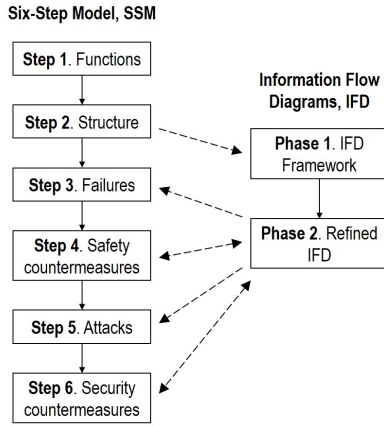 Six-Step Model, SSM
Step 1. Functions
Step 2. Structure
Step 3. Failures
Step 4. Safety
countermeasures
Step 5. Attacks
Step 6. Security
countermeasures
Information Flow
Diagrams, IFD
Phase 1. IFD
Framework
Phase 2. Refined
IFD